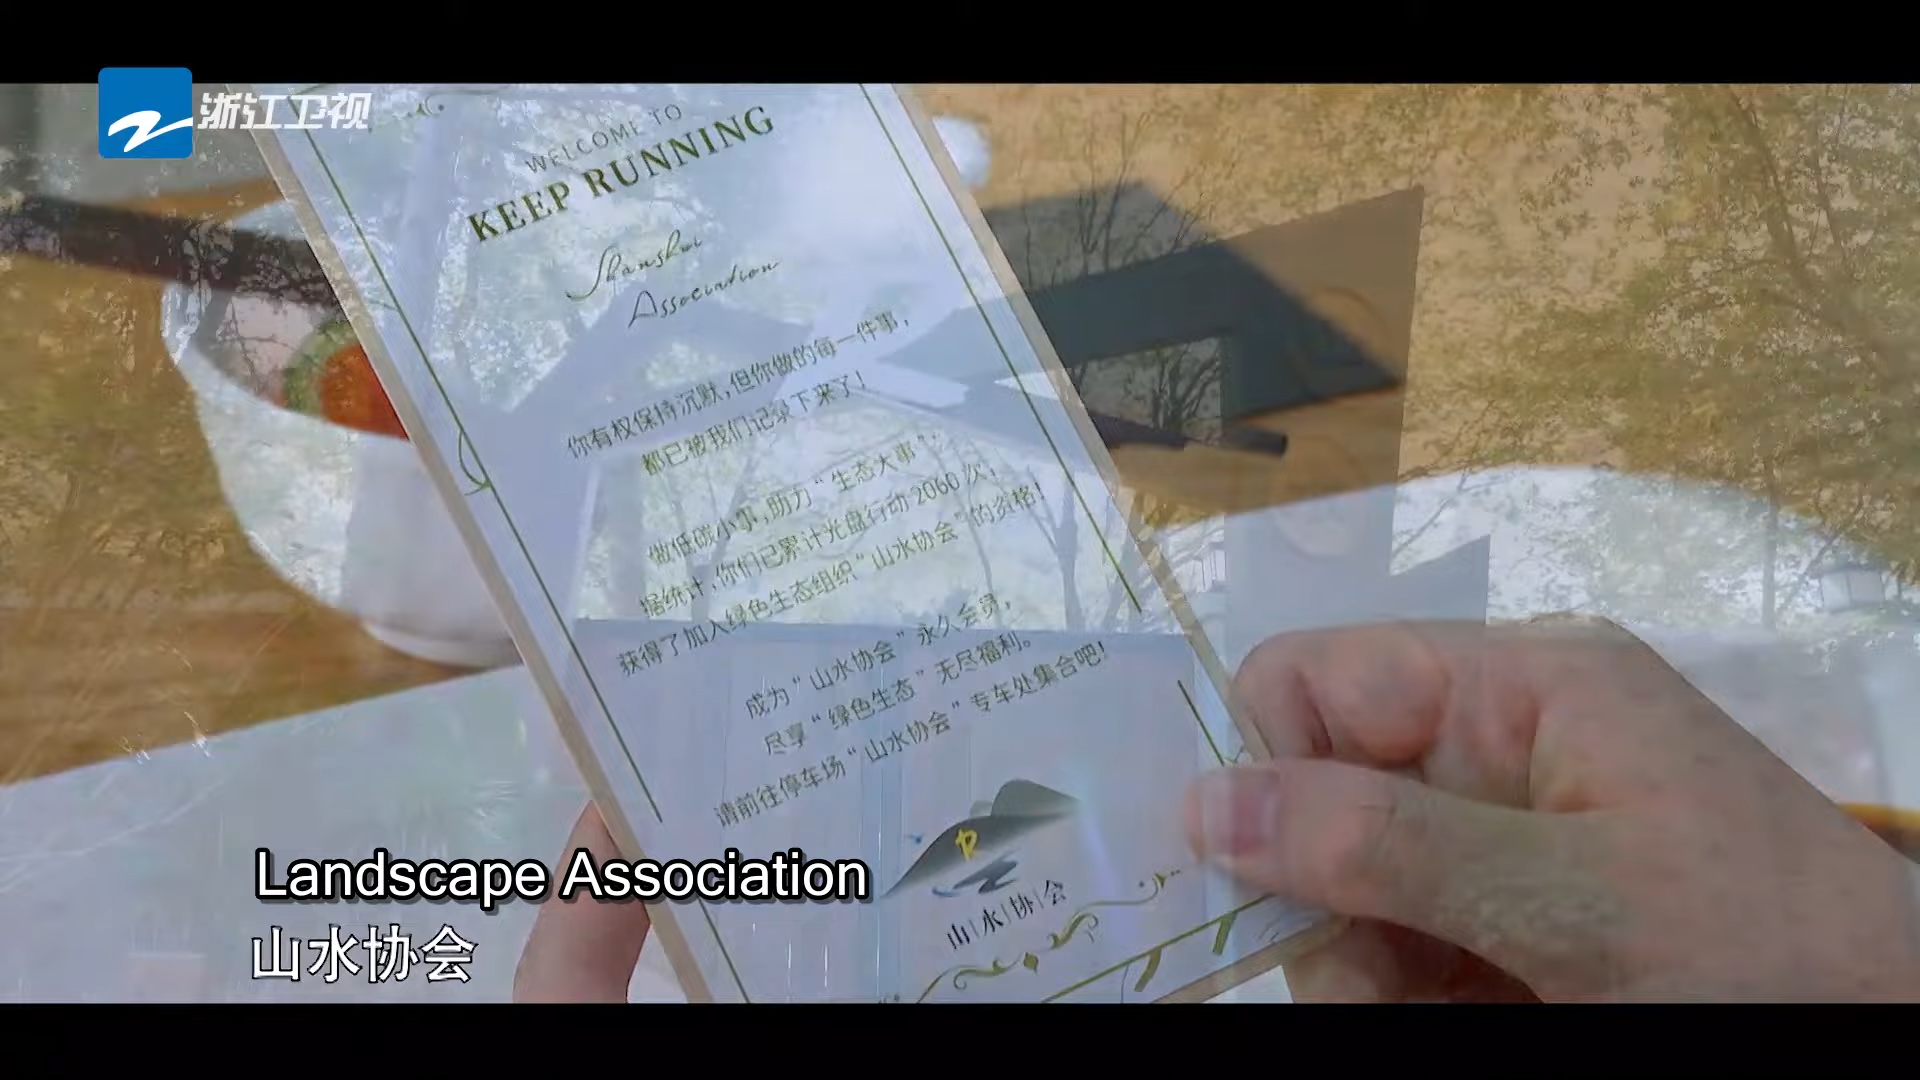 浙江卫视
WELCOME TO
KEEP RUNNING
Shanshui
Association
你有权保持沉默，但你做的每一件事，
都已被我们记录下来了！
做低碳小事，助力“生态大事”；
据统计，你们已累计光盘行动2060次，
获得了加入绿色生态组织“山水协会”的资格！
成为“山水协会”永久会员，
尽享“绿色生态”无尽福利。
请前往停车场“山水协会”专车处集合吧！
山|水|协|会
Landscape Association
山水协会